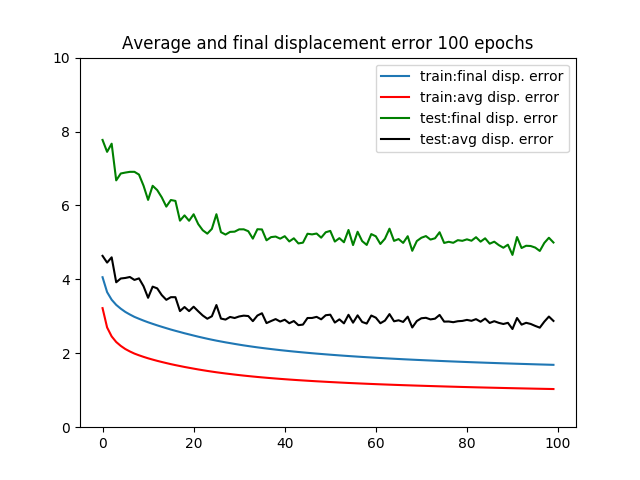 Average and final displacement error 100 epochs
10
8
6
4
2
0
train:final disp. error
train:avg disp. error
test:final disp. error
test:avg disp. error
0 20 40 60 80 100